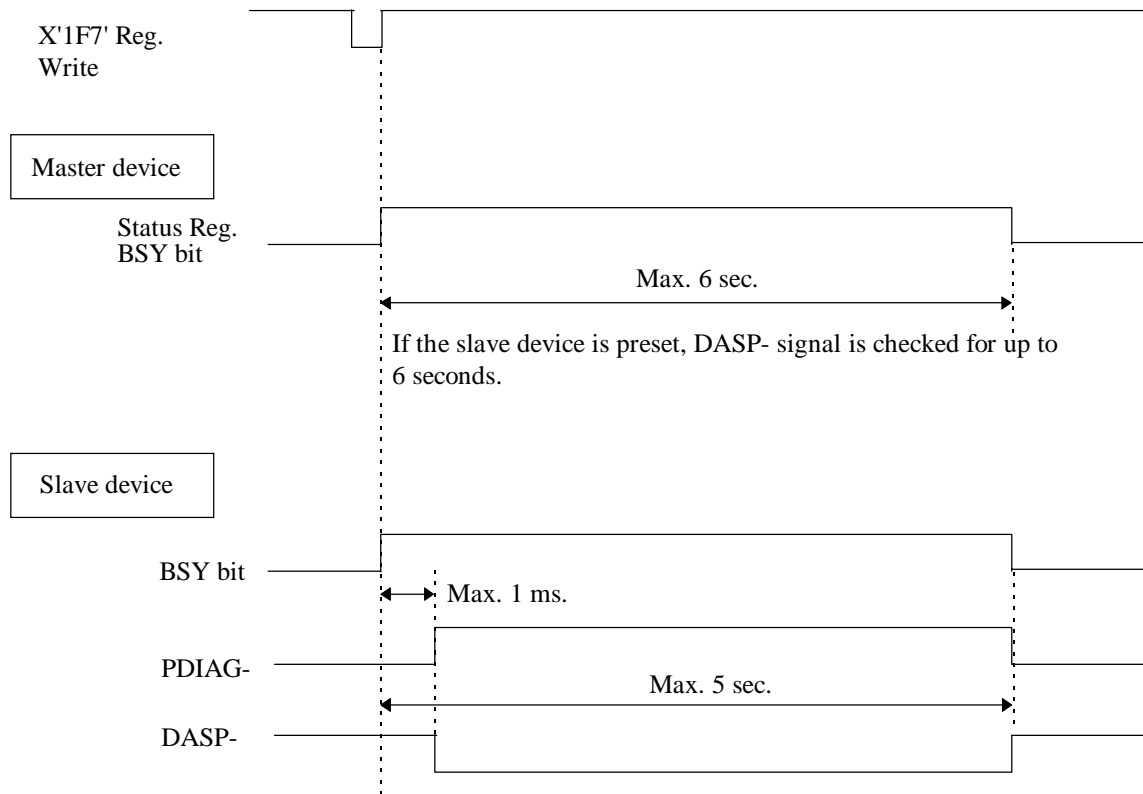 X'1F7' Reg.
Write
Master device
Status Reg.
BSY bit
Max. 6 sec.
If the slave device is preset, DASP- signal is checked for up to
6 seconds.
Slave device
BSY bit
Max. 1 ms.
PDIAG-
Max. 5 sec.
DASP-